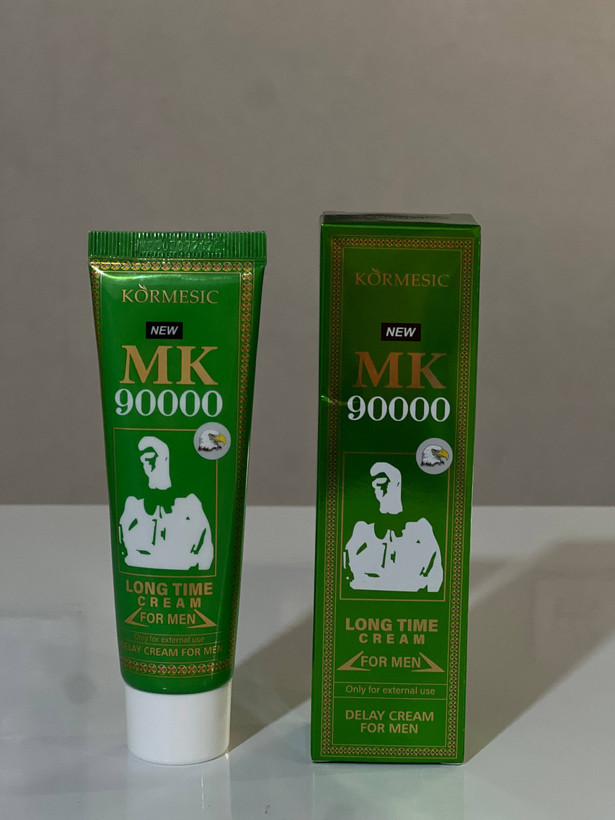 KORMESIC
NEW
MK
90000
LONG TIME
CREAM
FOR MEN
Only for external use
DELAY CREAM FOR MEN
KORMESIC
NEW
MK
90000
LONG TIME
CREAM
FOR MEN
Only for external use
DELAY CREAM
FOR MEN